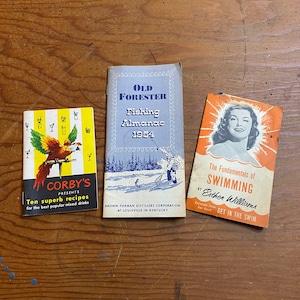 CORBY'S
PRESENTS
Ten superb recipes
for the best popular mixed drinks
OLD
FORESTER
Fishing
Almanac
1954
BROWN-FORMAN DISTILLERS CORPORATION
AT LOUISVILLE IN KENTUCKY
The Fundamentals of
SWIMMING
BY Esther Williams
GET IN THE SWIM